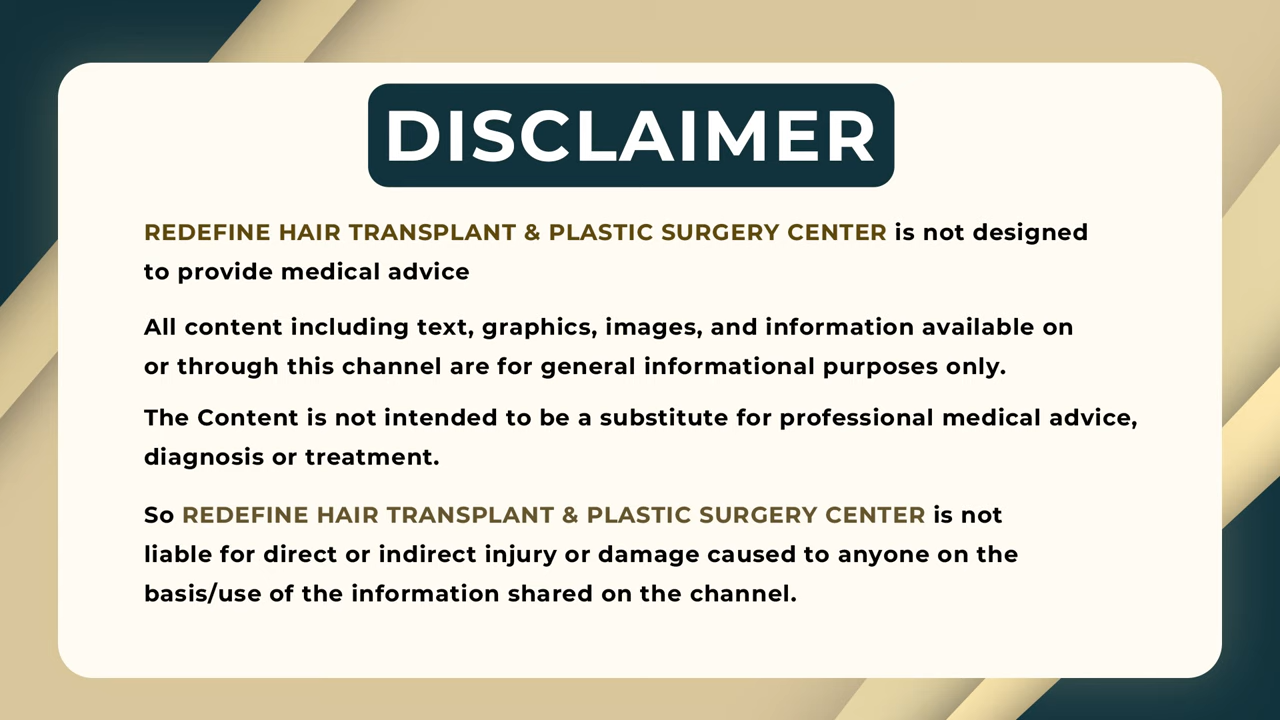 DISCLAIMER
REDEFINE HAIR TRANSPLANT & PLASTIC SURGERY CENTER is not designed
to provide medical advice
All content including text, graphics, images, and information available on
or through this channel are for general informational purposes only.
The Content is not intended to be a substitute for professional medical advice,
diagnosis or treatment.
So REDEFINE HAIR TRANSPLANT & PLASTIC SURGERY CENTER is not
liable for direct or indirect injury or damage caused to anyone on the
basis/use of the information shared on the channel.